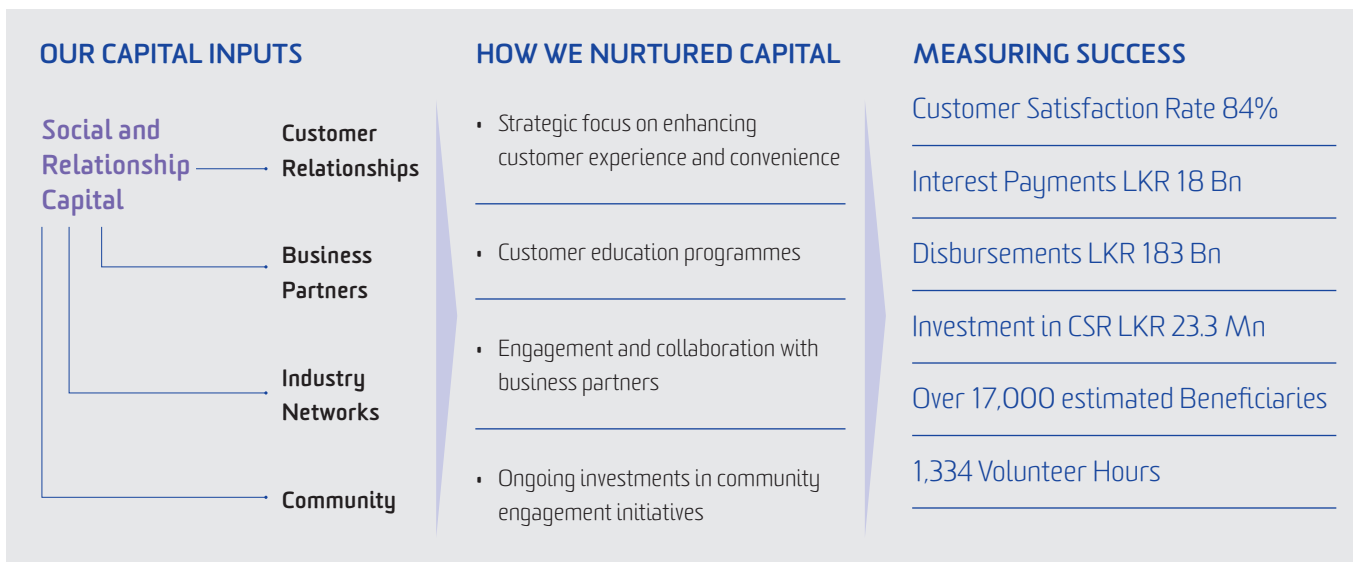 OUR CAPITAL INPUTS
Social and
Relationship
Capital
Customer
Relationships
Business
Partners
Industry
Networks
Community
HOW WE NURTURED CAPITAL
• Strategic focus on enhancing
customer experience and convenience
• Customer education programmes
• Engagement and collaboration with
business partners
• Ongoing investments in community
engagement initiatives
MEASURING SUCCESS
Customer Satisfaction Rate 84%
Interest Payments LKR 18 Bn
Disbursements LKR 183 Bn
Investment in CSR LKR 23.3 Mn
Over 17,000 estimated Beneficiaries
1,334 Volunteer Hours